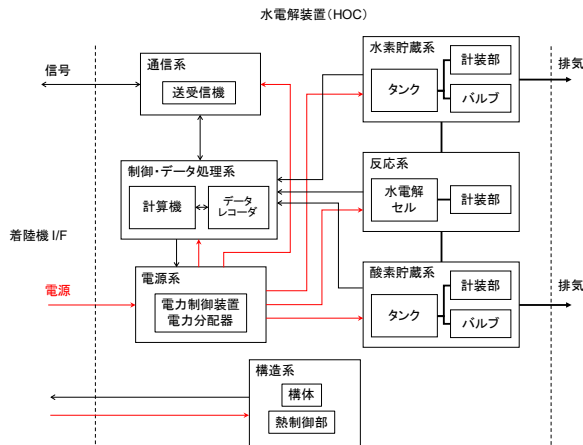 水電解装置(HOC)
信号
通信系
送受信機
水素貯蔵系
タンク
計装部
バルブ
排気
制御・データ処理系
計算機
データ
レコーダ
反応系
水電解
セル
計装部
着陸機 I/F
電源
電源系
電力制御装置
電力分配器
酸素貯蔵系
タンク
計装部
バルブ
排気
構造系
構体
熱制御部